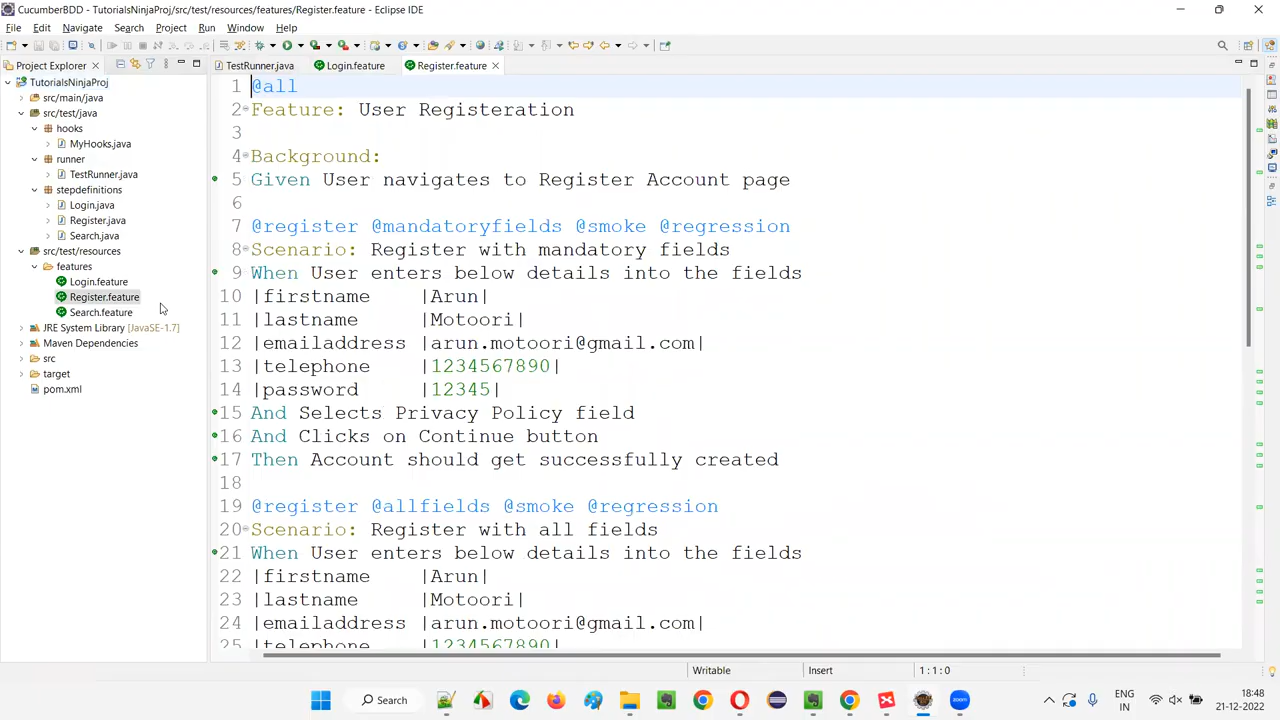 CucumberBDD - TutorialsNinjaProj/src/test/resources/features/Register.feature - Eclipse IDE
File Edit Navigate Search Project Run Window Help
Project Explorer
TestRunner.java Login.feature Register.feature
TutorialsNinjaProj
src/main/java
src/test/java
hooks
MyHooks.java
runner
TestRunner.java
stepdefinitions
Login.java
Register.java
Search.java
src/test/resources
features
Login.feature
Register.feature
Search.feature
JRE System Library [JavaSE-1.7]
Maven Dependencies
src
target
pom.xml
1 @all
2 Feature: User Registeration
3
4 Background:
5 Given User navigates to Register Account page
6
7 @register @mandatoryfields @smoke @regression
8 Scenario: Register with mandatory fields
9 When User enters below details into the fields
10 |firstname |Arun|
11 |lastname |Motoori|
12 |emailaddress |arun.motoori@gmail.com|
13 |telephone |1234567890|
14 |password |12345|
15 And Selects Privacy Policy field
16 And Clicks on Continue button
17 Then Account should get successfully created
18
19 @register @allfields @smoke @regression
20 Scenario: Register with all fields
21 When User enters below details into the fields
22 |firstname |Arun|
23 |lastname |Motoori|
24 |emailaddress |arun.motoori@gmail.com|
25 |telephone |1234567890|
Writable Insert 1 : 1 : 0
Search
ENG
IN
18:48
21-12-2022